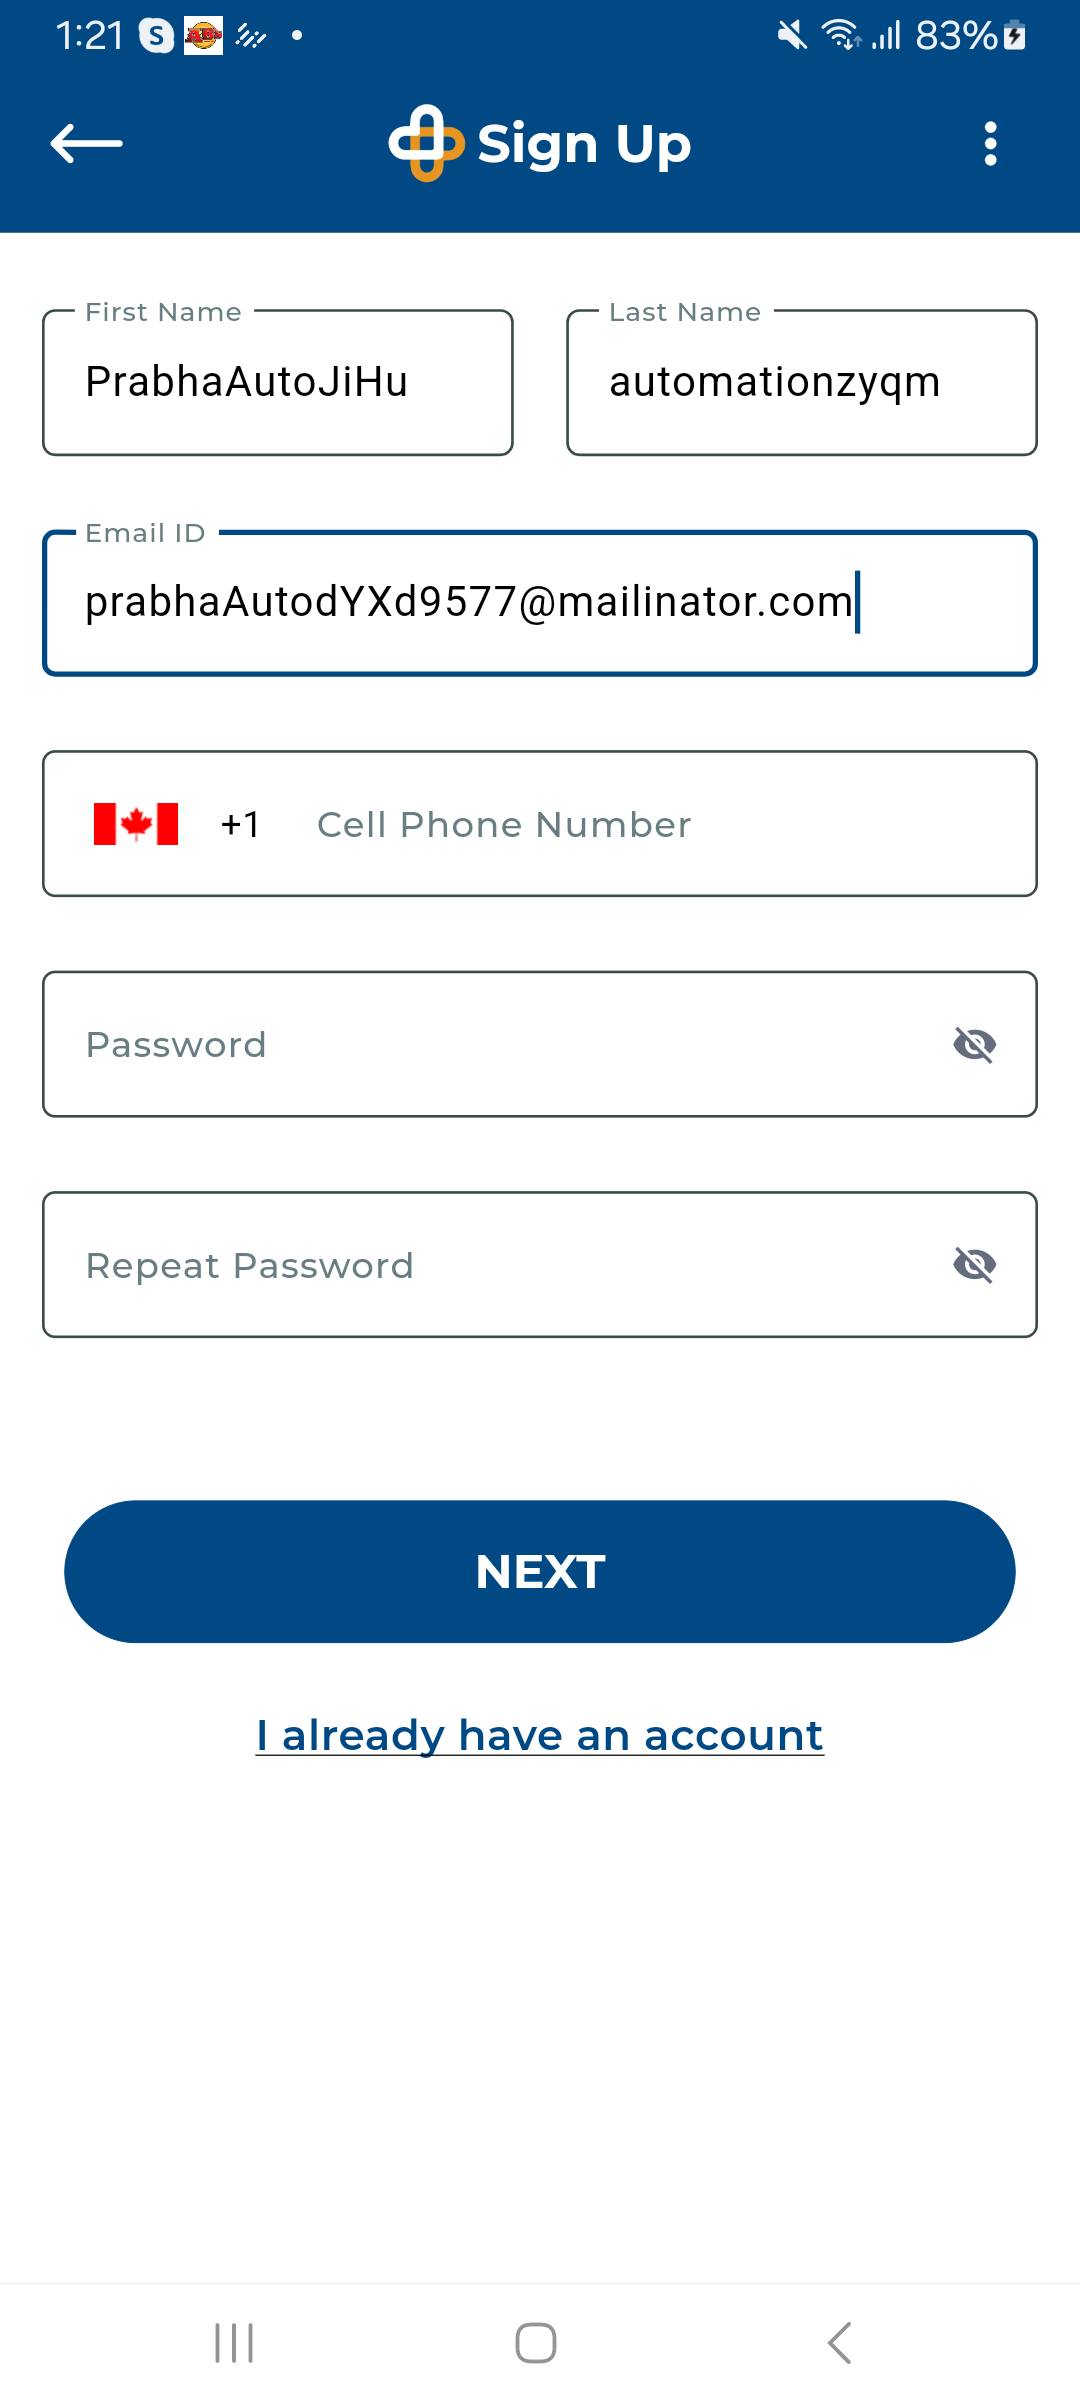 1:21 S 83%
Sign Up
First Name Last Name
PrabhaAutoJiHu automationzyqm
Email ID
prabhaAutodYXd9577@mailinator.com
+1 Cell Phone Number
Password
Repeat Password
NEXT
I already have an account